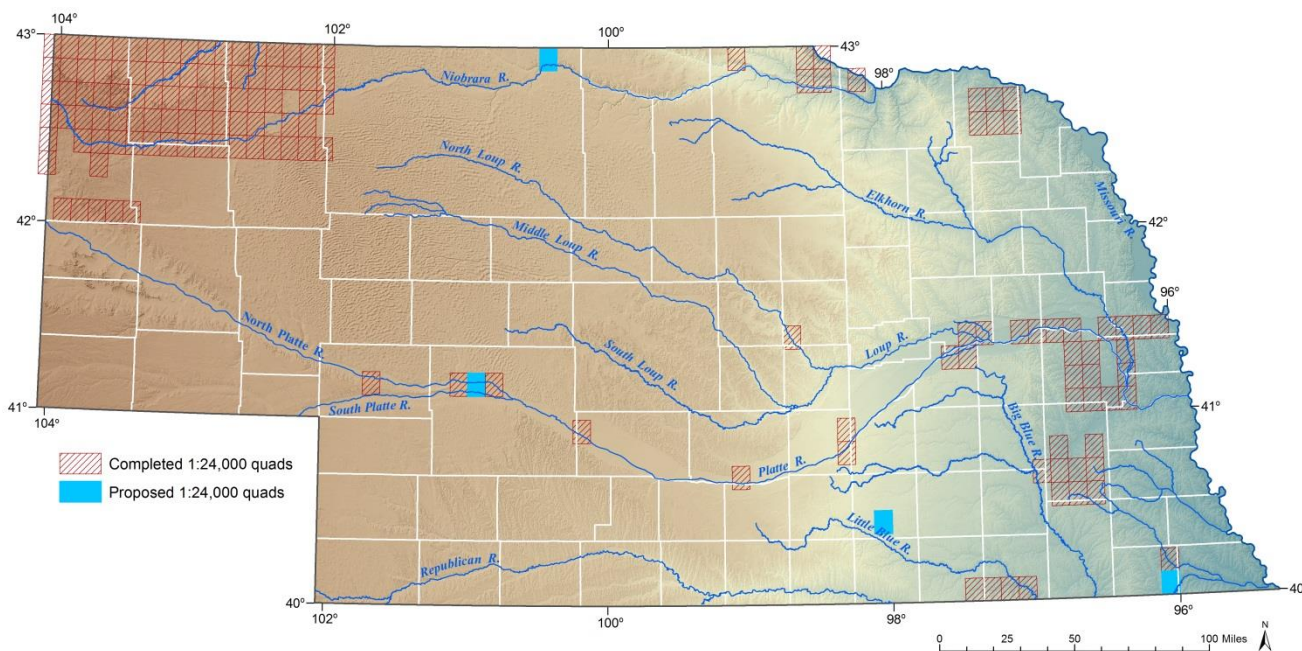 104°
102°
100°
43°
43°
98°
Niobrara R.
North Loup R.
Elkhorn R.
Missouri R.
42°
42°
Middle Loup R.
96°
North Platte R.
South Loup R.
Loup R.
41°
41°
104°
South Platte R.
Big Blue R.
Platte R.
Completed 1:24,000 quads
Proposed 1:24,000 quads
Little Blue R.
Republican R.
40°
40
102°
100°
98°
96°
N
0 25 50 100 Miles